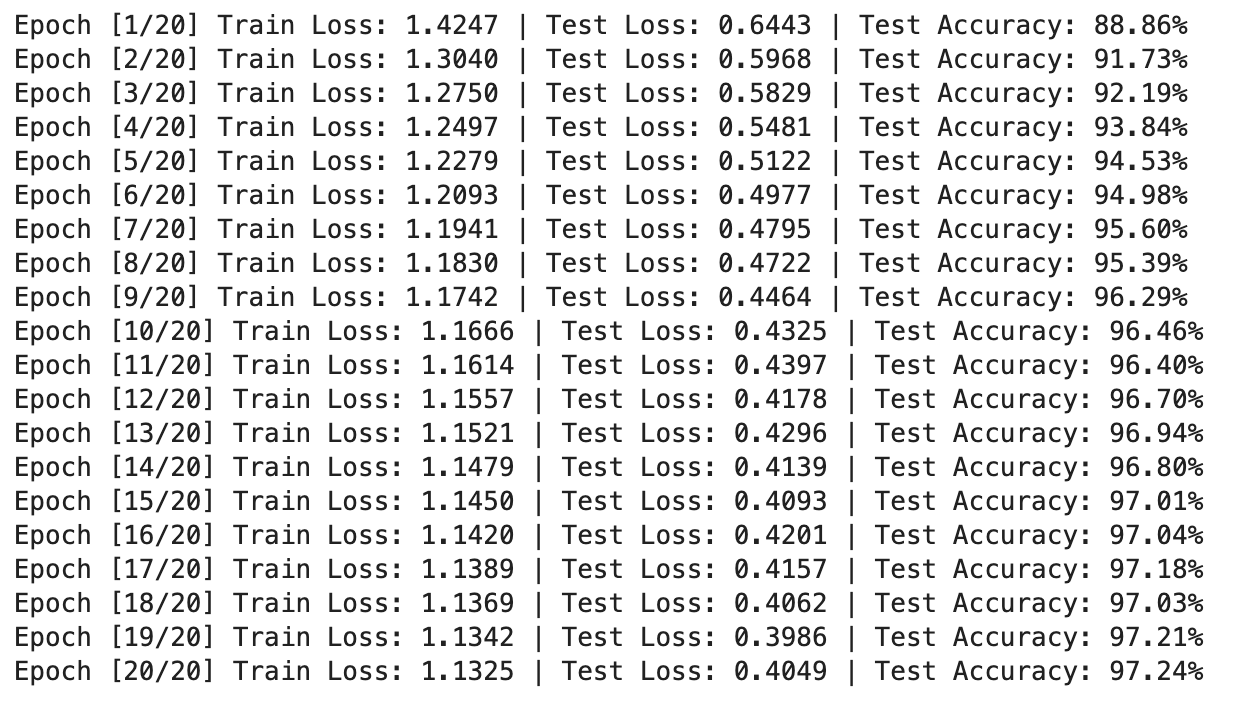 Epoch [1/20] Train Loss: 1.4247 | Test Loss: 0.6443 | Test Accuracy: 88.86%
Epoch [2/20] Train Loss: 1.3040 | Test Loss: 0.5968 | Test Accuracy: 91.73%
Epoch [3/20] Train Loss: 1.2750 | Test Loss: 0.5829 | Test Accuracy: 92.19%
Epoch [4/20] Train Loss: 1.2497 | Test Loss: 0.5481 | Test Accuracy: 93.84%
Epoch [5/20] Train Loss: 1.2279 | Test Loss: 0.5122 | Test Accuracy: 94.53%
Epoch [6/20] Train Loss: 1.2093 | Test Loss: 0.4977 | Test Accuracy: 94.98%
Epoch [7/20] Train Loss: 1.1941 | Test Loss: 0.4795 | Test Accuracy: 95.60%
Epoch [8/20] Train Loss: 1.1830 | Test Loss: 0.4722 | Test Accuracy: 95.39%
Epoch [9/20] Train Loss: 1.1742 | Test Loss: 0.4464 | Test Accuracy: 96.29%
Epoch [10/20] Train Loss: 1.1666 | Test Loss: 0.4325 | Test Accuracy: 96.46%
Epoch [11/20] Train Loss: 1.1614 | Test Loss: 0.4397 | Test Accuracy: 96.40%
Epoch [12/20] Train Loss: 1.1557 | Test Loss: 0.4178 | Test Accuracy: 96.70%
Epoch [13/20] Train Loss: 1.1521 | Test Loss: 0.4296 | Test Accuracy: 96.94%
Epoch [14/20] Train Loss: 1.1479 | Test Loss: 0.4139 | Test Accuracy: 96.80%
Epoch [15/20] Train Loss: 1.1450 | Test Loss: 0.4093 | Test Accuracy: 97.01%
Epoch [16/20] Train Loss: 1.1420 | Test Loss: 0.4201 | Test Accuracy: 97.04%
Epoch [17/20] Train Loss: 1.1389 | Test Loss: 0.4157 | Test Accuracy: 97.18%
Epoch [18/20] Train Loss: 1.1369 | Test Loss: 0.4062 | Test Accuracy: 97.03%
Epoch [19/20] Train Loss: 1.1342 | Test Loss: 0.3986 | Test Accuracy: 97.21%
Epoch [20/20] Train Loss: 1.1325 | Test Loss: 0.4049 | Test Accuracy: 97.24%